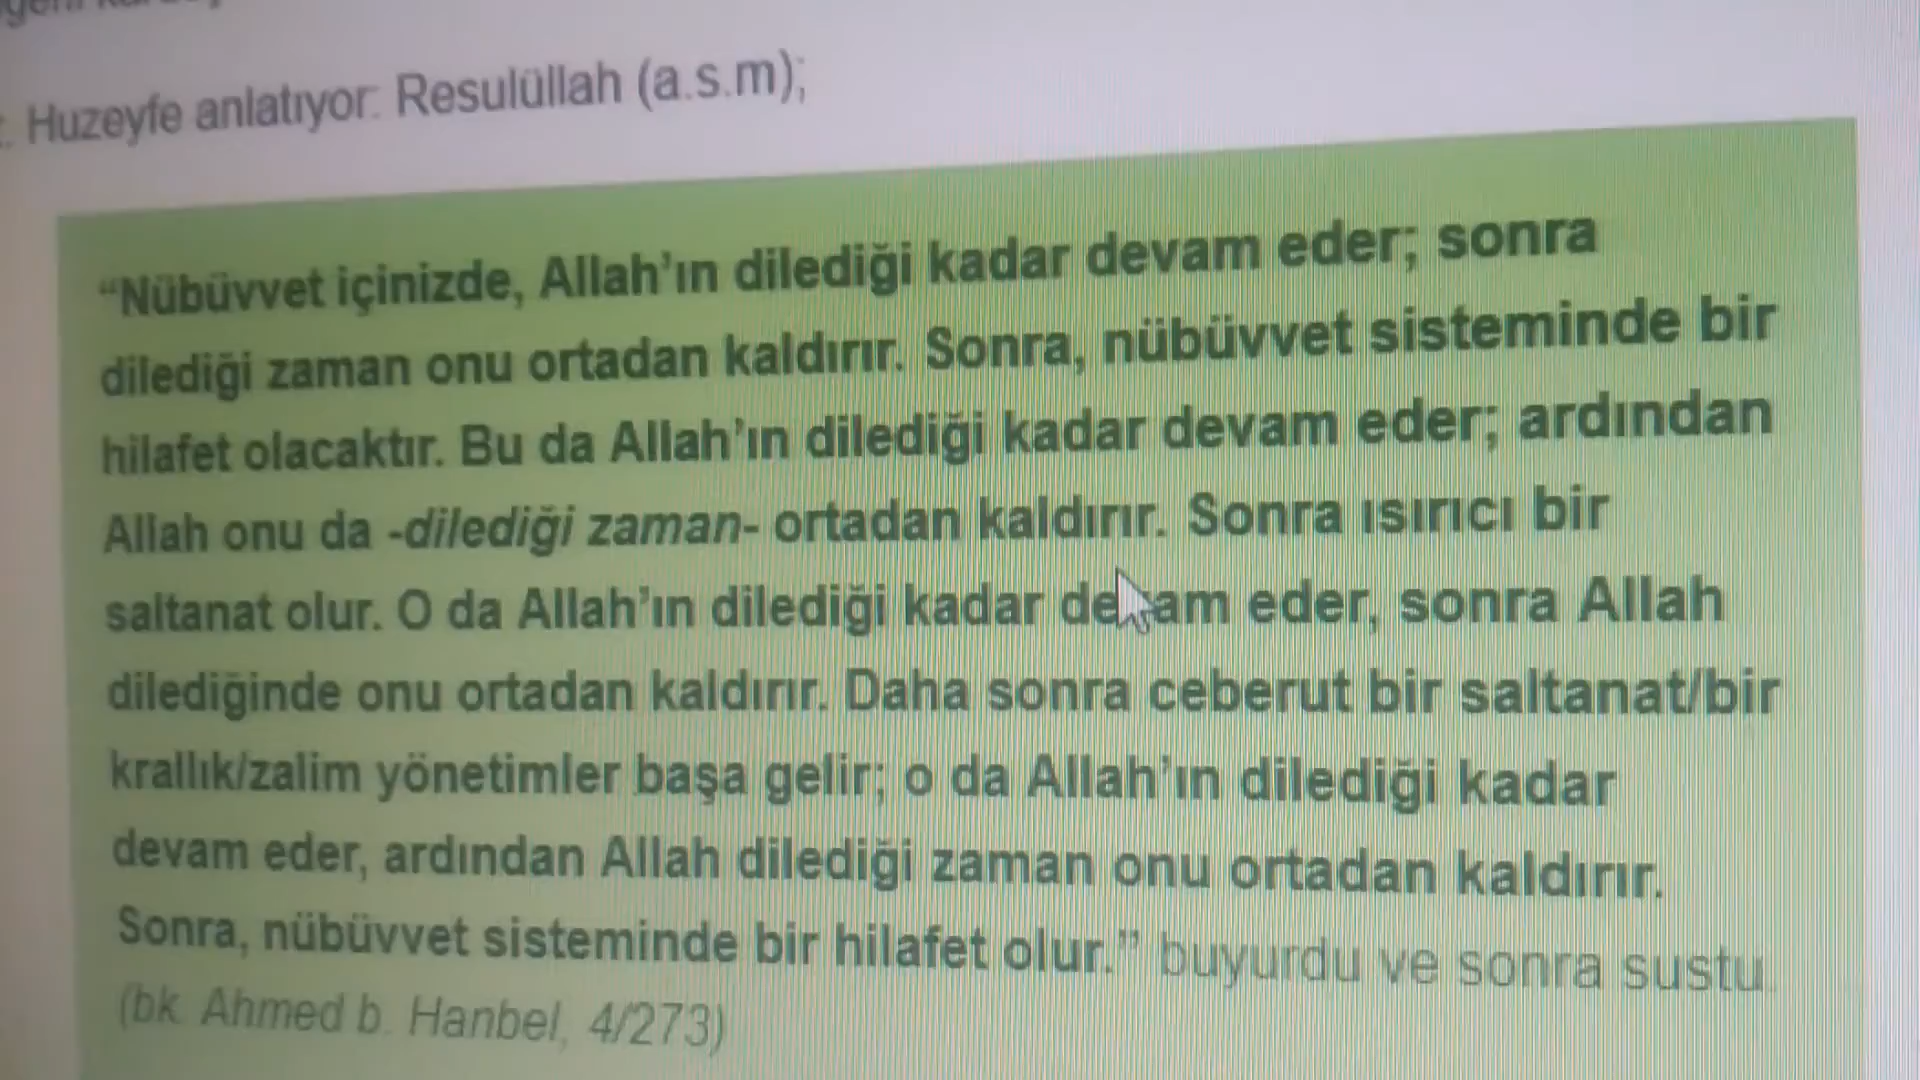 Huzeyfe anlatıyor: Resulüllah (a.s.m);
“Nübüvvet içinizde, Allah’ın dilediği kadar devam eder; sonra
dilediği zaman onu ortadan kaldırır. Sonra, nübüvvet sisteminde bir
hilafet olacaktır. Bu da Allah’ın dilediği kadar devam eder; ardından
Allah onu da -dilediği zaman- ortadan kaldırır. Sonra ısırıcı bir
saltanat olur. O da Allah’ın dilediği kadar devam eder, sonra Allah
dilediğinde onu ortadan kaldırır. Daha sonra ceberut bir saltanat/bir
krallık/zalim yönetimler başa gelir; o da Allah’ın dilediği kadar
devam eder, ardından Allah dilediği zaman onu ortadan kaldırır.
Sonra, nübüvvet sisteminde bir hilafet olur.” buyurdu ve sonra sustu.
(bk. Ahmed b. Hanbel, 4/273)